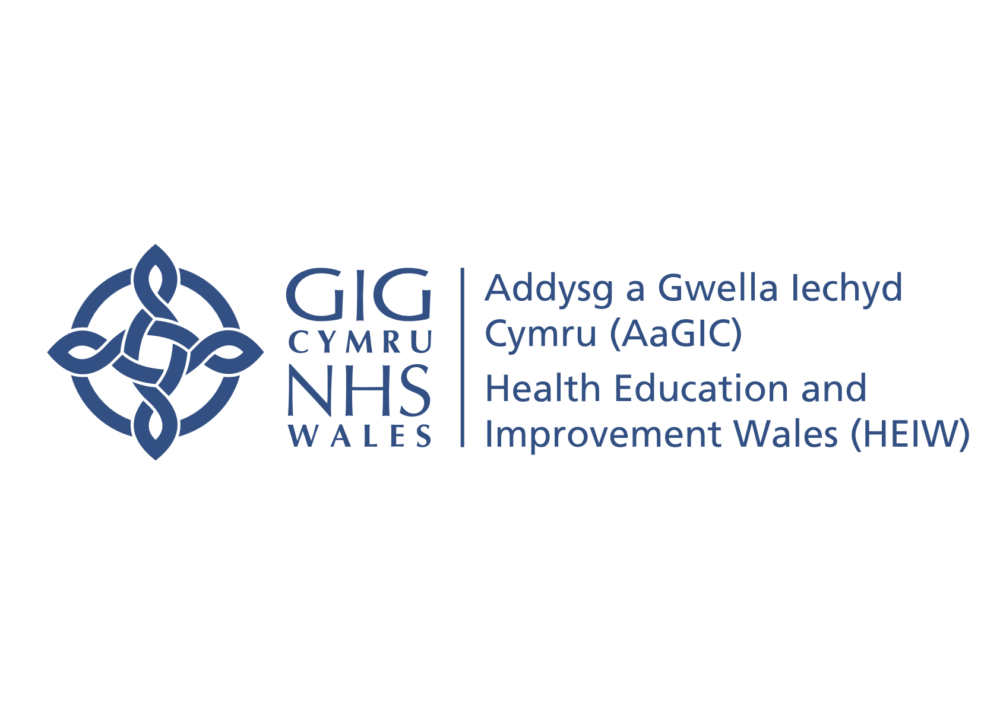 GIG
CYMRU
NHS
WALES
Addysg a Gwella Iechyd
Cymru (AaGIC)
Health Education and
Improvement Wales (HEIW)